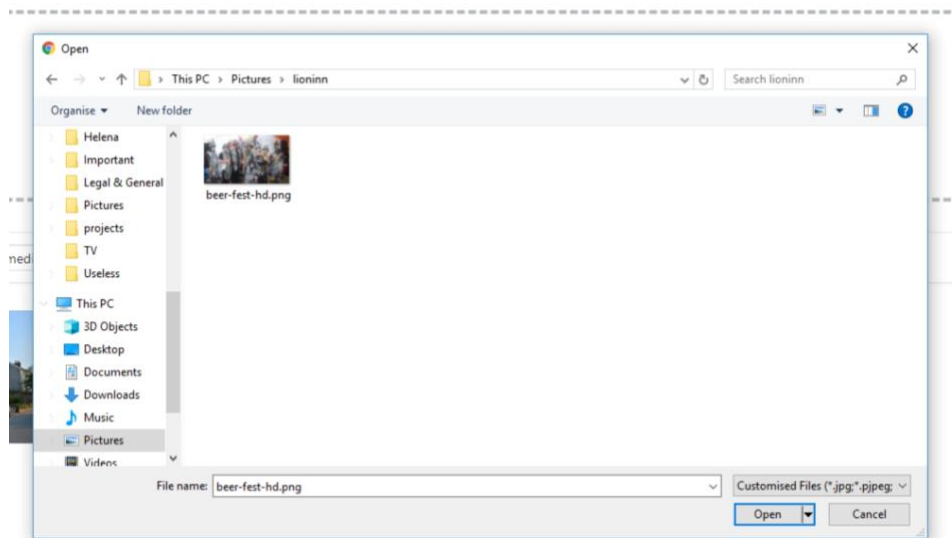 Open
This PC > Pictures > lioninn
Search lioninn
Organise
New folder
Helena
Important
Legal & General
Pictures
projects
TV
Useless
This PC
3D Objects
Desktop
Documents
Downloads
Music
Pictures
Videos
beer-fest-hd.png
File name: beer-fest-hd.png
Customised Files (*.jpg;*.pjpeg;
Open
Cancel